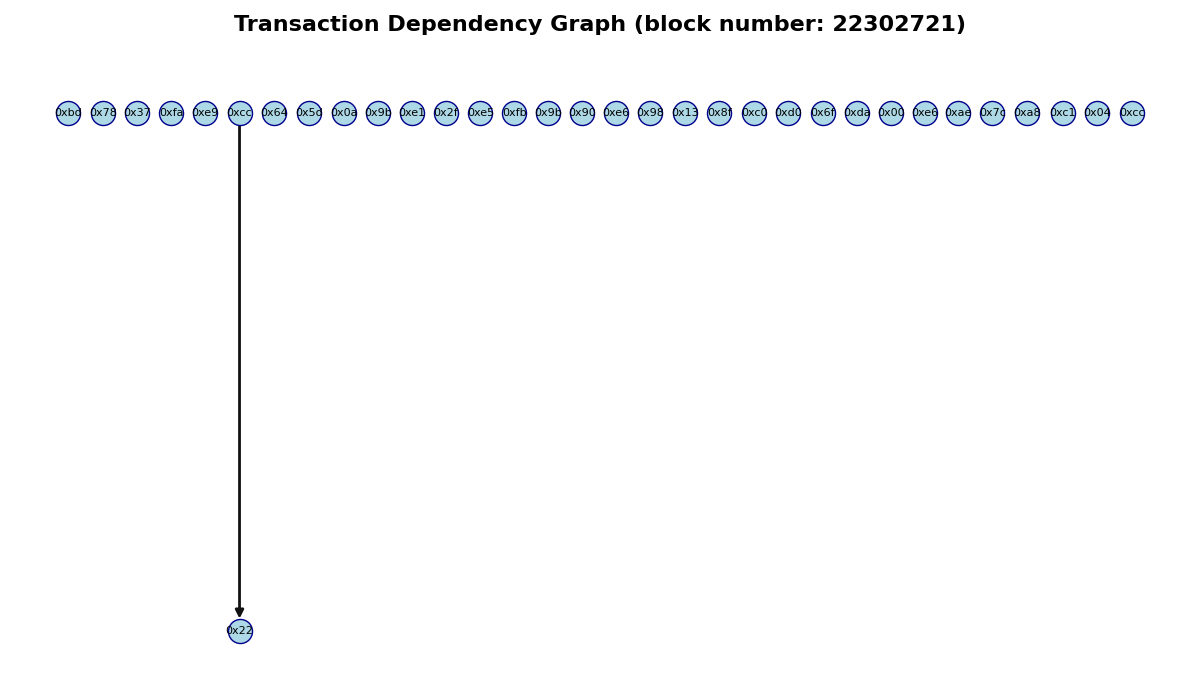 Transaction Dependency Graph (block number: 22302721)
0xbd 0x78 0x37 0xfa 0xe9 0xcc 0x64 0x5d 0x0a 0x9b 0xe1 0x2f 0xe5 0xfb 0x9b 0x90 0xe6 0x98 0x13 0x8f 0xc0 0xd0 0x6f 0xda 0x00 0xe6 0xae 0x7c 0xa8 0xc1 0x04 0xcc
0x22